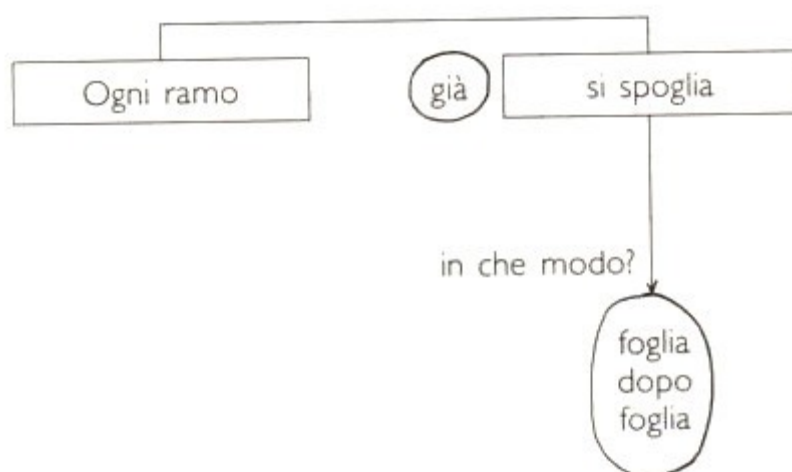 Ogni ramo
già
si spoglia
in che modo?
foglia
dopo
foglia